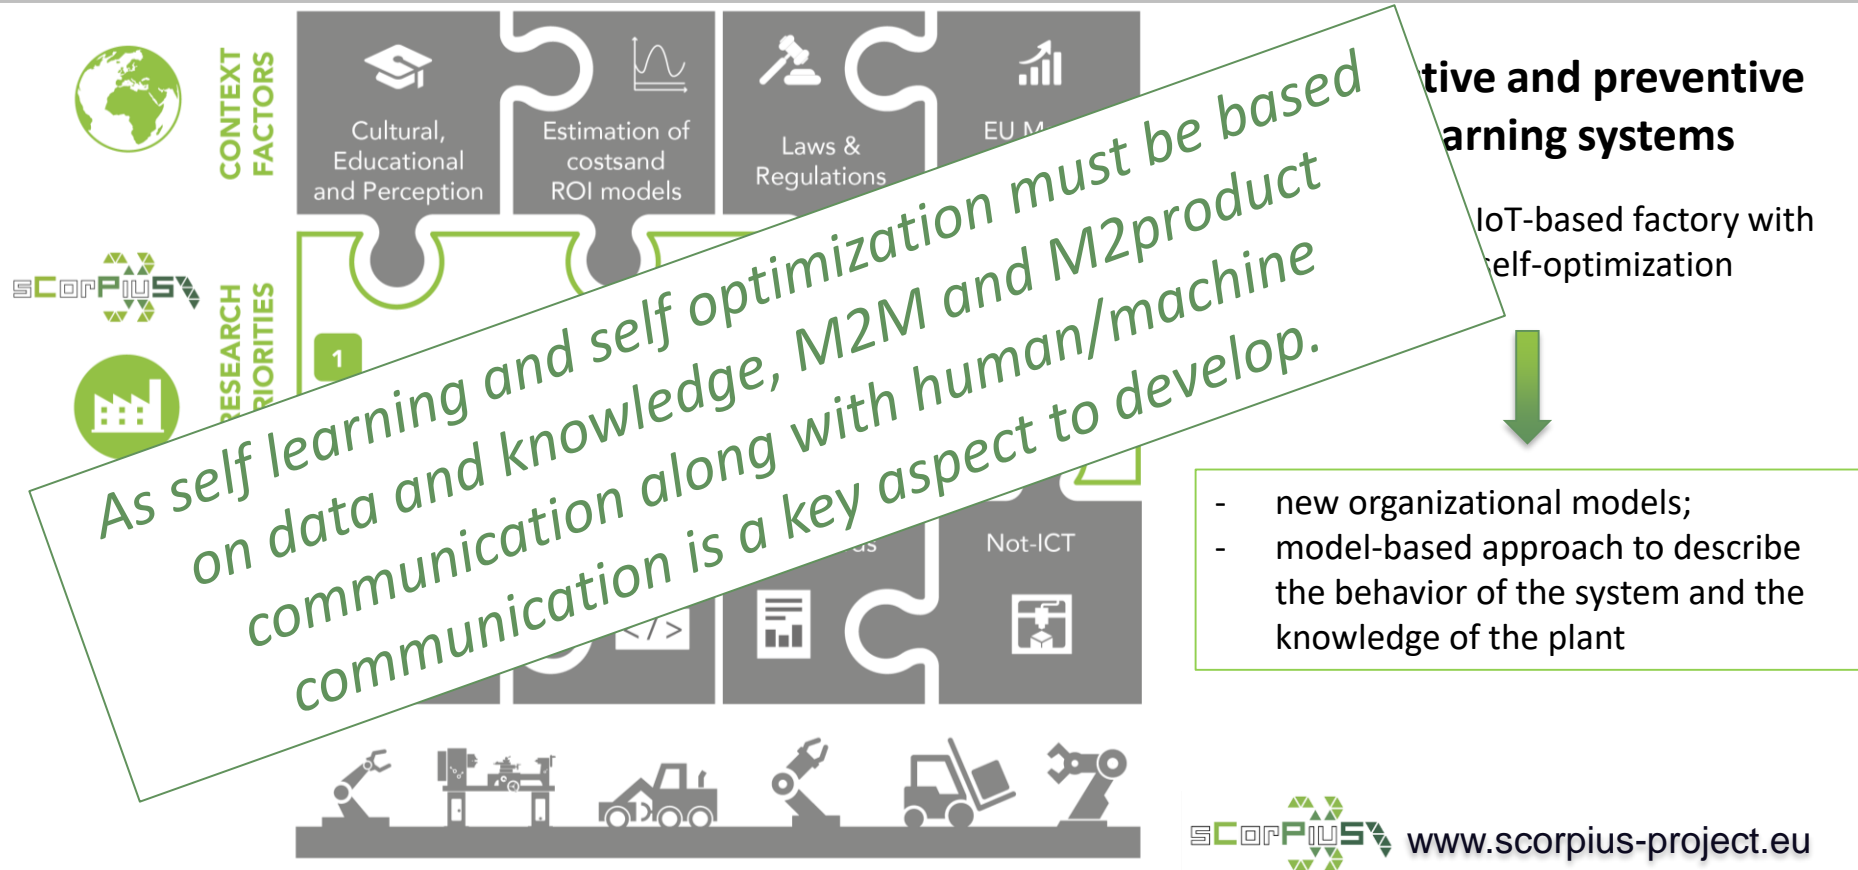 CONTEXT
FACTORS
Cultural,
Educational
and Perception
Estimation of
costsand
ROI models
Laws &
Regulations
EU
sCorPiuS
RESEARCH
PRIORITIES
1
As self learning and self optimization must be based
on data and knowledge, M2M and M2product
communication along with human/machine
communication is a key aspect to develop.
and preventive
systems
IoT-based factory with
self-optimization
- new organizational models;
- model-based approach to describe
the behavior of the system and the
knowledge of the plant
Not-ICT
</>
sCorPiuS
www.scorpius-project.eu